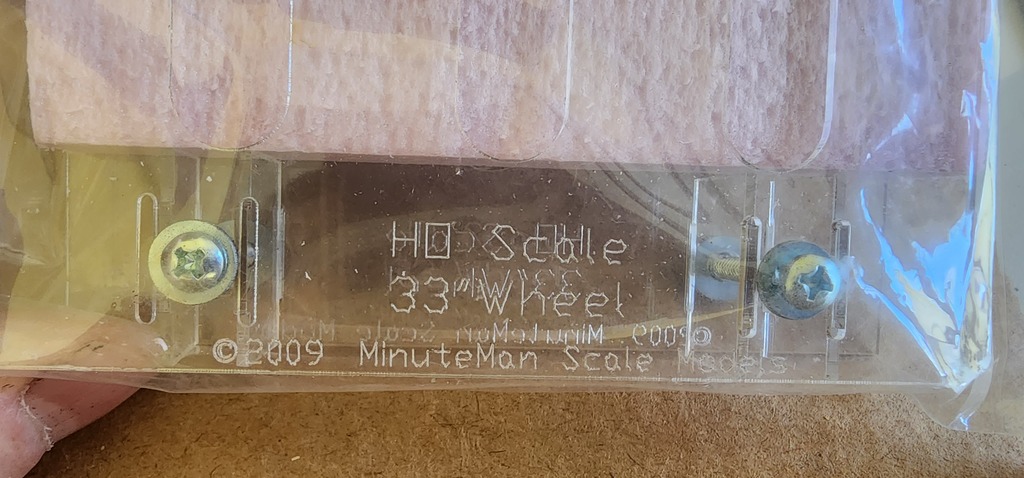 HO Scale
33"Wheel
©2009 MinuteMan Scale Models